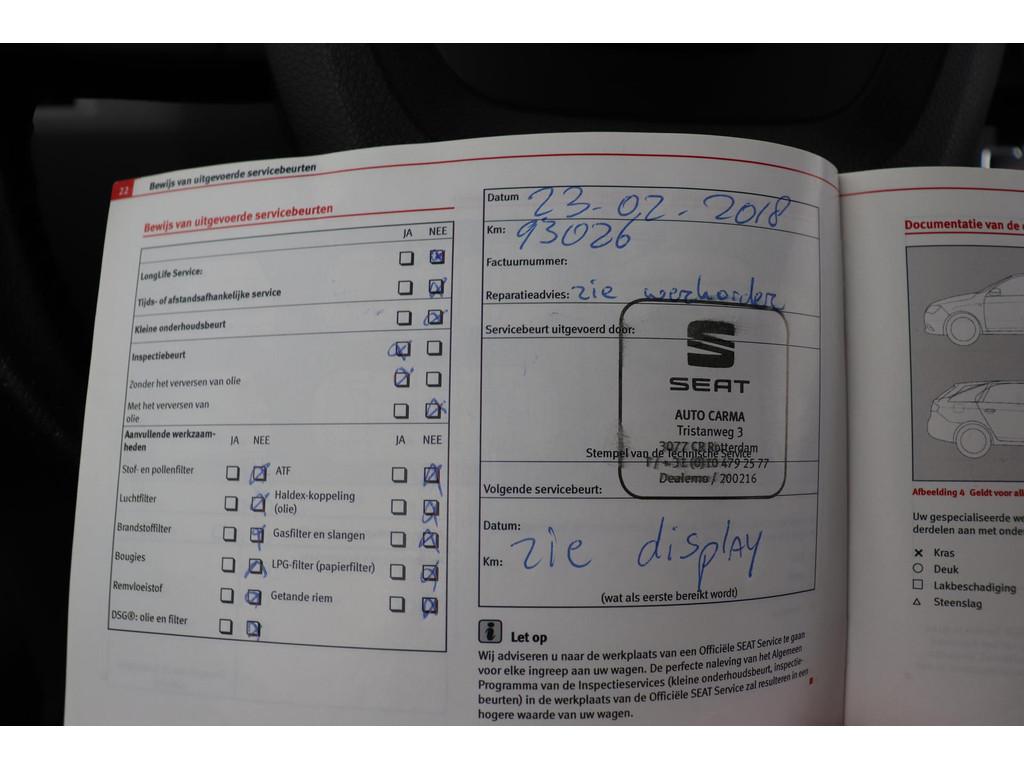 22 Bewijs van uitgevoerde servicebeurten
Bewijs van uitgevoerde servicebeurten
JA NEE
LongLife Service:
Tijds- of afstandsafhankelijke service
Kleine onderhoudsbeurt
Inspectiebeurt
Zonder het verversen van olie
Met het verversen van
olie
Aanvullende werkzaam-
heden
JA NEE JA NEE
Stof- en pollenfilter ATF
Luchtfilter Haldex-koppeling
(olie)
Brandstoffilter Gasfilter en slangen
Bougies LPG-filter (papierfilter)
Remvloeistof Getande riem
DSG®: olie en filter
Datum 23-02-2018
Km: 93026
Factuurnummer:
Reparatieadvies: zie werkorder
Servicebeurt uitgevoerd door:
SEAT
AUTO CARMA
Tristanweg 3
3077 CR Rotterdam
Stempel van de Technische Service
479 25 77
Dealerno / 200216
Volgende servicebeurt:
Datum:
Km: zie display
(wat als eerste bereikt wordt)
i Let op
Wij adviseren u naar de werkplaats van een Officiële SEAT Service te gaan
voor elke ingreep aan uw wagen. De perfecte naleving van het Algemeen
Programma van de Inspectieservices (kleine onderhoudsbeurt, inspectie-
beurten) in de werkplaats van de Officiële SEAT Service zal resulteren in een
hogere waarde van uw wagen.
Documentatie van de
Afbeelding 4 Geldt voor all
Uw gespecialiseerde we
derdelen aan met onder
Kras
Deuk
Lakbeschadiging
Steenslag